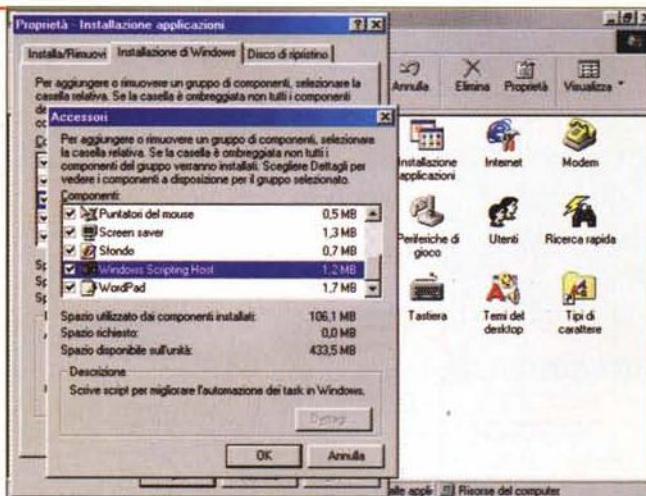 Proprietà - Installazione applicazioni
Installa/Rimuovi
Installazione di Windows
Disco di ripristino
Per aggiungere o rimuovere un gruppo di componenti, selezionare la
casella relativa. Se la casella è ombreggiata non tutti i componenti
Accessori
Per aggiungere o rimuovere un gruppo di componenti, selezionare
la casella relativa. Se la casella è ombreggiata non tutti i
componenti del gruppo verranno installati. Scegliere Dettagli per
vedere i componenti a disposizione per il gruppo selezionato.
Componenti:
Puntatori del mouse 0,5 MB
Screen saver 1,3 MB
Sfondo 0,7 MB
Windows Scripting Host 1,2 MB
WordPad 1,7 MB
Spazio utilizzato dai componenti installati: 106,1 MB
Spazio richiesto: 0,0 MB
Spazio disponibile sull'unità: 433,5 MB
Descrizione
Scrive script per migliorare l'automazione dei task in Windows.
Dettagli...
OK
Annulla
Annulla
Elimina
Proprietà
Visualizza
Installazione
applicazioni
Internet
Modem
Periferiche di
gioco
Utenti
Ricerca rapida
Tastiera
Temi del
desktop
Tipi di
carattere
Risorse del computer